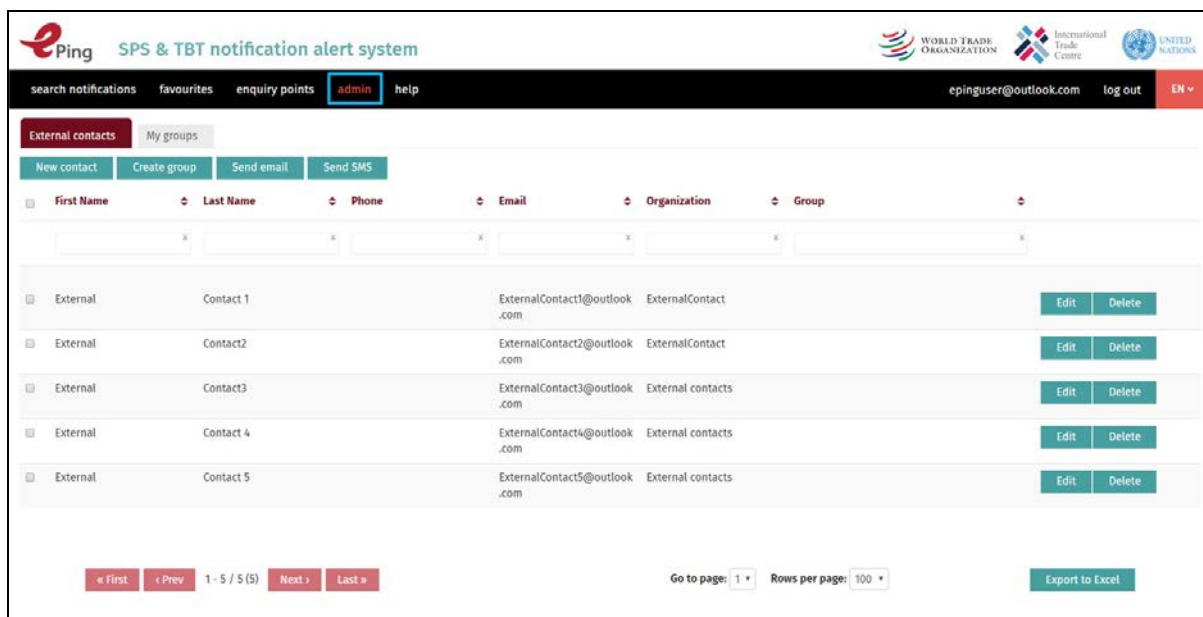 ePing SPS & TBT notification alert system WORLD TRADE ORGANIZATION International Trade Centre UNITED NATIONS
search notifications favourites enquiry points admin help epinguser@outlook.com log out EN
External contacts My groups
New contact Create group Send email Send SMS
First Name Last Name Phone Email Organization Group
x x x x x x
External Contact 1 ExternalContact1@outlook ExternalContact Edit Delete
.com
External Contact2 ExternalContact2@outlook ExternalContact Edit Delete
.com
External Contact3 ExternalContact3@outlook External contacts Edit Delete
.com
External Contact 4 ExternalContact4@outlook External contacts Edit Delete
.com
External Contact 5 ExternalContact5@outlook External contacts Edit Delete
.com
« First ‹ Prev 1 - 5 / 5 (5) Next › Last » Go to page: 1 Rows per page: 100 Export to Excel